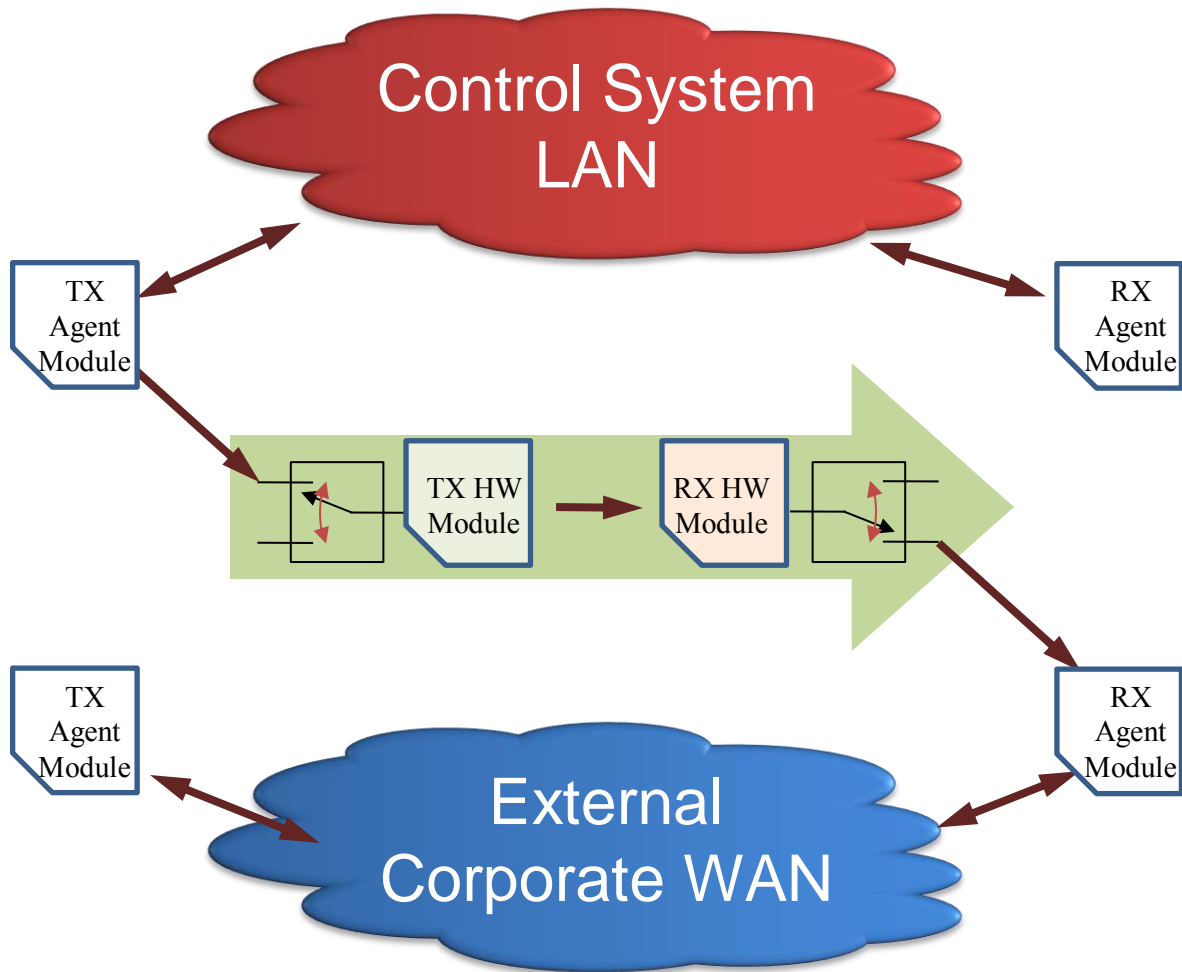 Control System
LAN
TX
Agent
Module
RX
Agent
Module
TX HW
Module
RX HW
Module
TX
Agent
Module
RX
Agent
Module
External
Corporate WAN